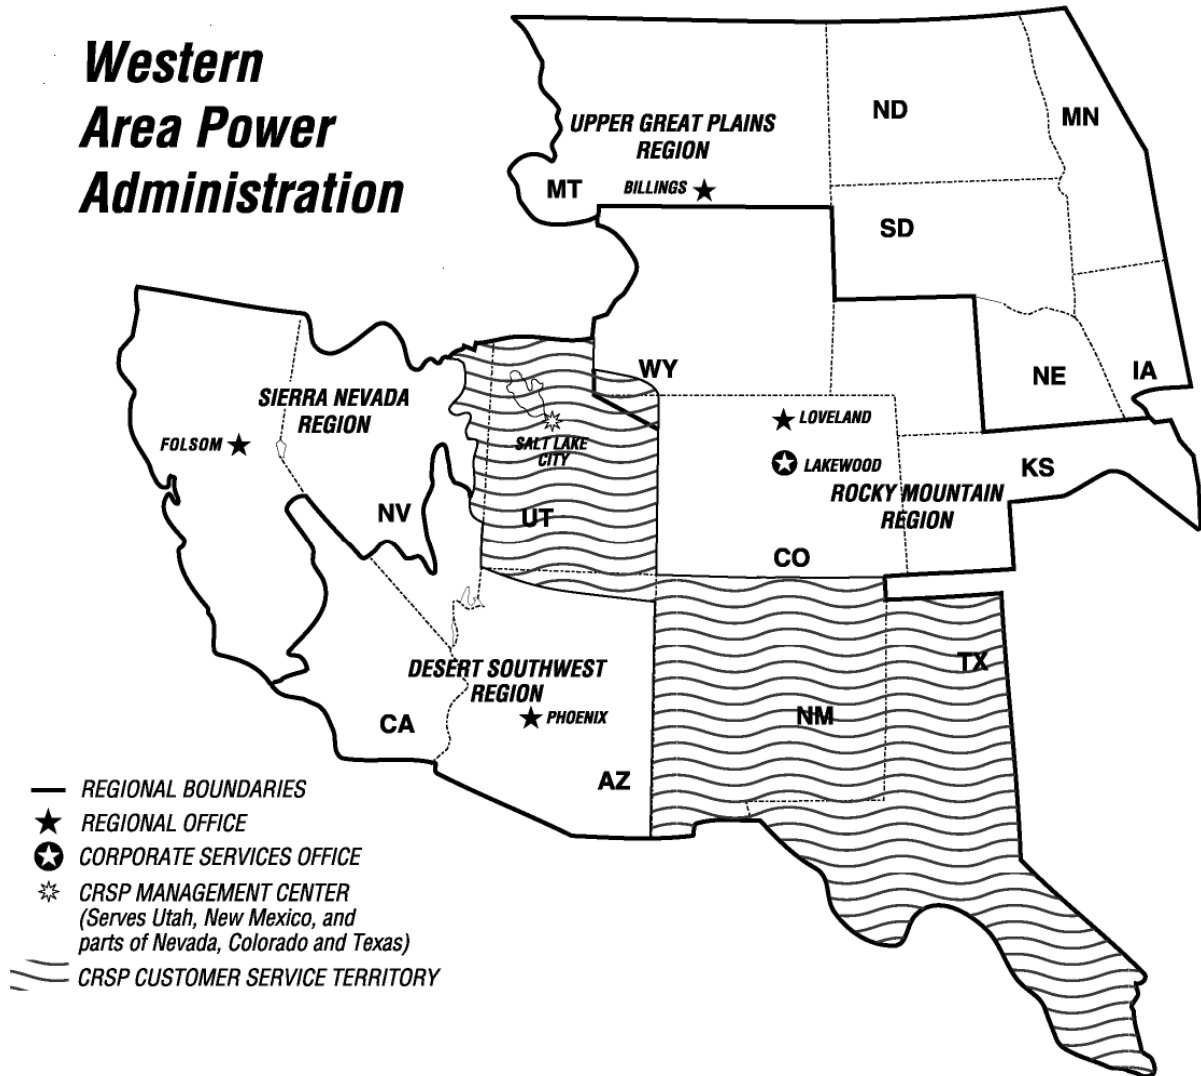 Western
Area Power
Administration
UPPER GREAT PLAINS
REGION
ND
MN
MT
BILLINGS
SD
WY
NE
IA
SIERRA NEVADA
REGION
FOLSOM
SALT LAKE
CITY
LOVELAND
LAKEWOOD
KS
ROCKY MOUNTAIN
REGION
NV
UT
CO
DESERT SOUTHWEST
REGION
TX
PHOENIX
NM
CA
AZ
REGIONAL BOUNDARIES
REGIONAL OFFICE
CORPORATE SERVICES OFFICE
CRSP MANAGEMENT CENTER
(Serves Utah, New Mexico, and
parts of Nevada, Colorado and Texas)
CRSP CUSTOMER SERVICE TERRITORY